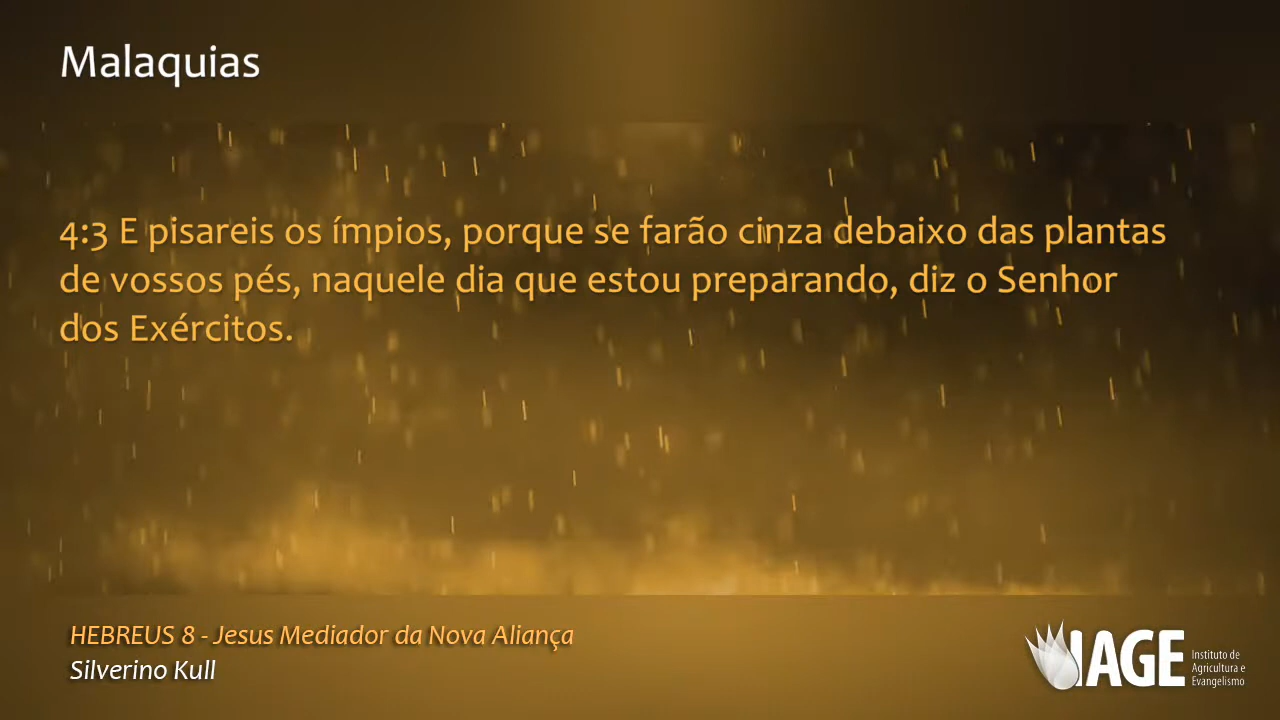 Malaquias
4:3 E pisareis os ímpios, porque se farão cinza debaixo das plantas
de vossos pés, naquele dia que estou preparando, diz o Senhor
dos Exércitos.
HEBREUS 8 - Jesus Mediador da Nova Aliança
Silverino Kull
IAGE
Instituto de
Agricultura e
Evangelismo